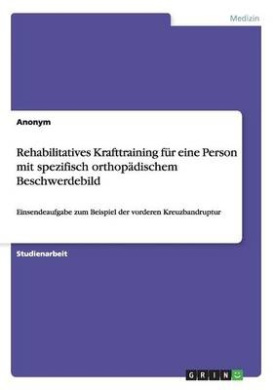 Medizin
Anonym
Rehabilitatives Krafttraining für eine Person
mit spezifisch orthopädischem
Beschwerdebild
Einsendeaufgabe zum Beispiel der vorderen Kreuzbandruptur
Studienarbeit
GRIN